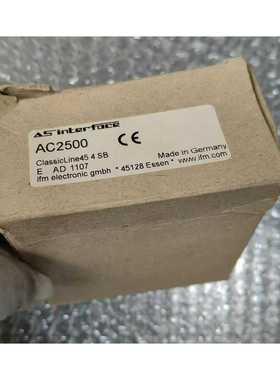 AS interface
AC2500
CE
ClassicLine45 4 SB
E AD 1107
Made in Germany
ifm electronic gmbh * 45128 Essen * www.ifm.com